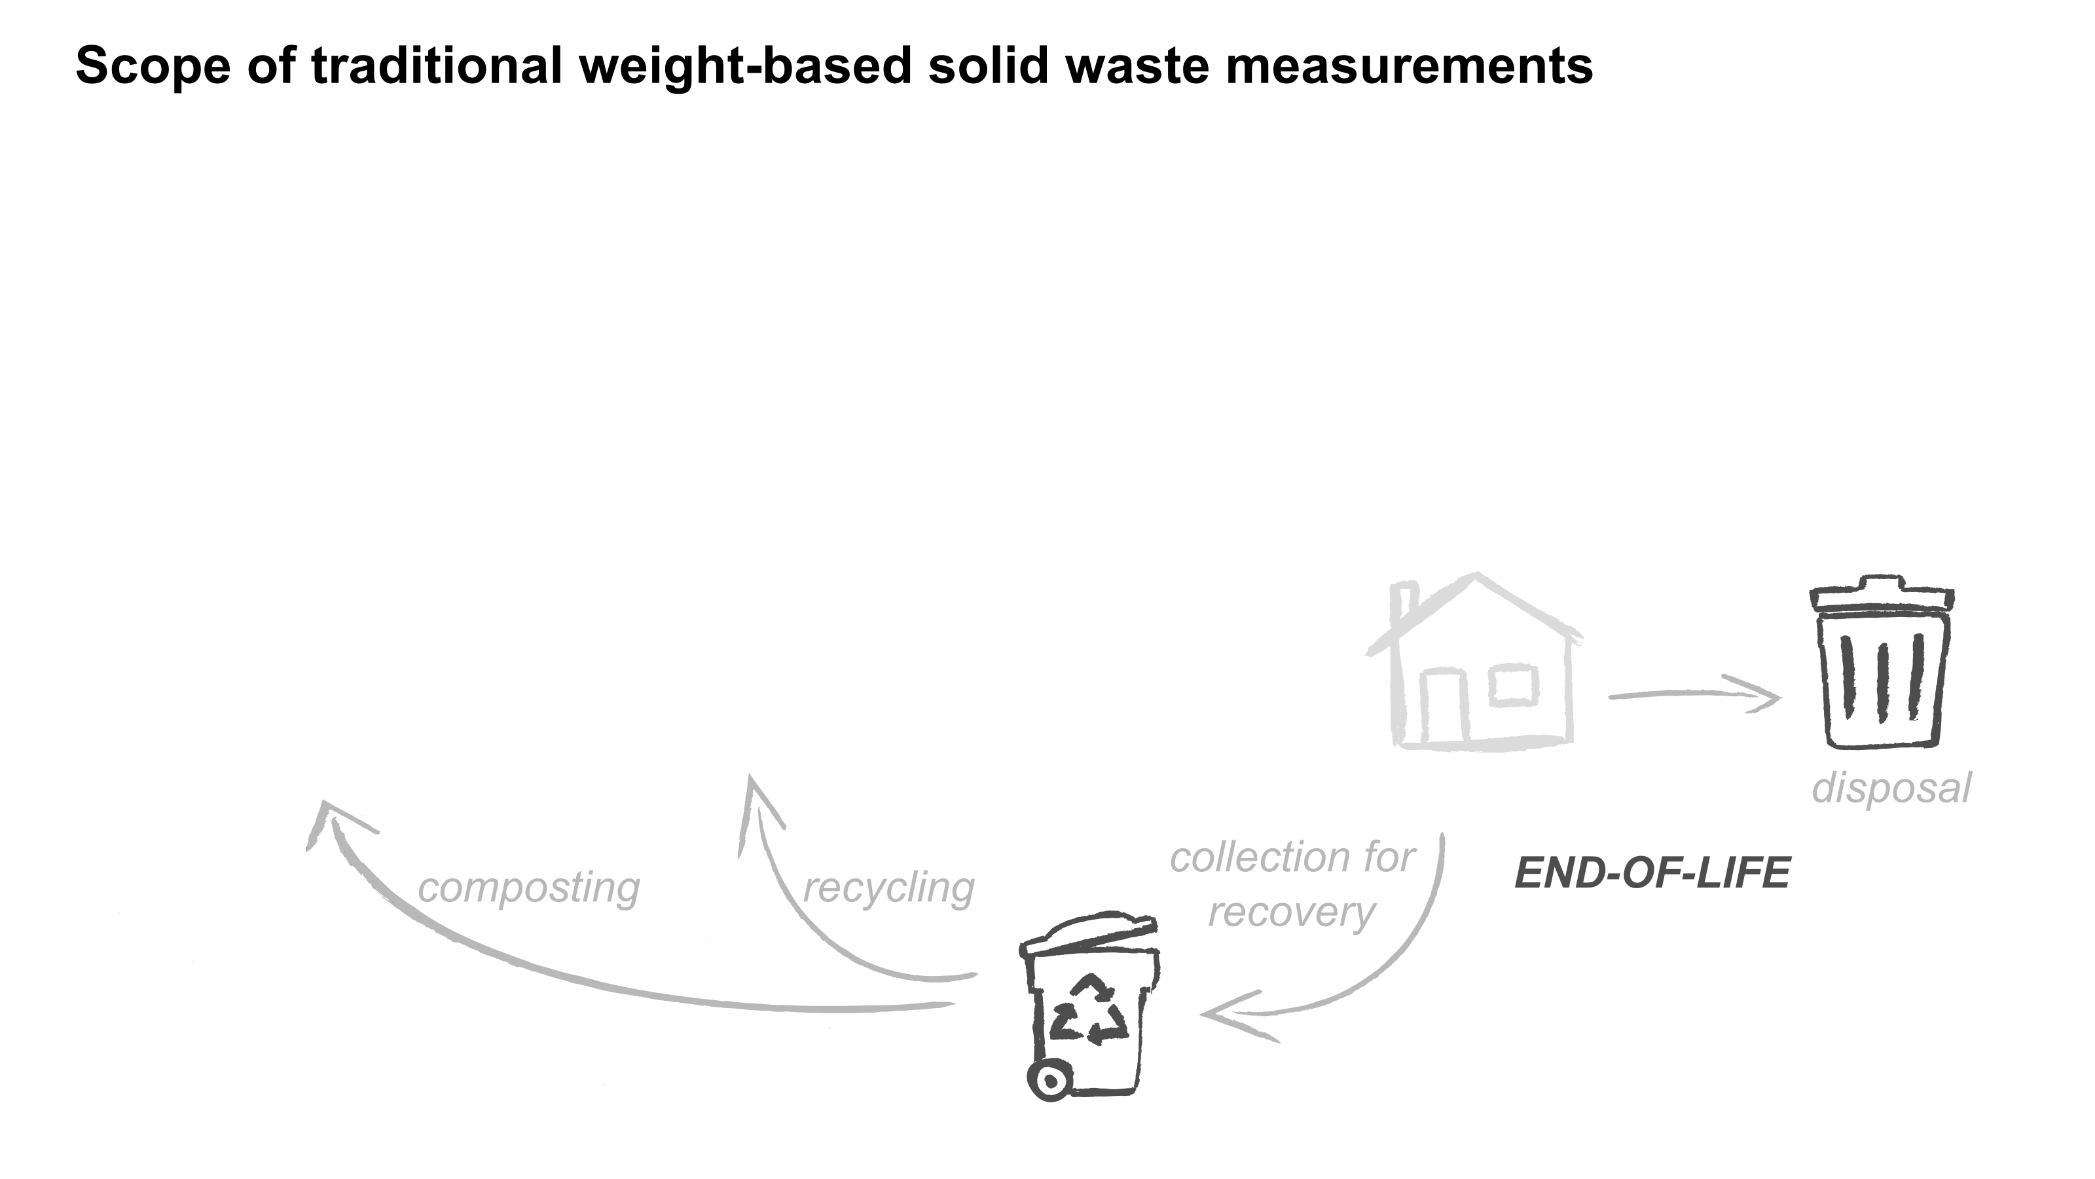 Scope of traditional weight-based solid waste measurements
disposal
collection for
recovery
END-OF-LIFE
composting
recycling